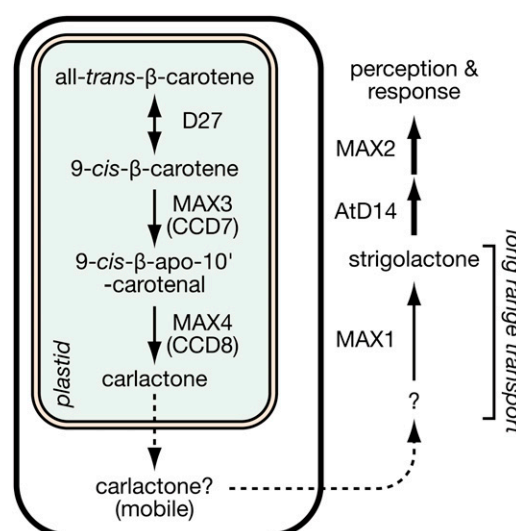 all-trans-β-carotene
D27
9-cis-β-carotene
MAX3
(CCD7)
9-cis-β-apo-10'
-carotenal
MAX4
(CCD8)
carlactone
plastid
carlactone?
(mobile)
perception &
response
MAX2
AtD14
strigolactone
MAX1
?
long range transport